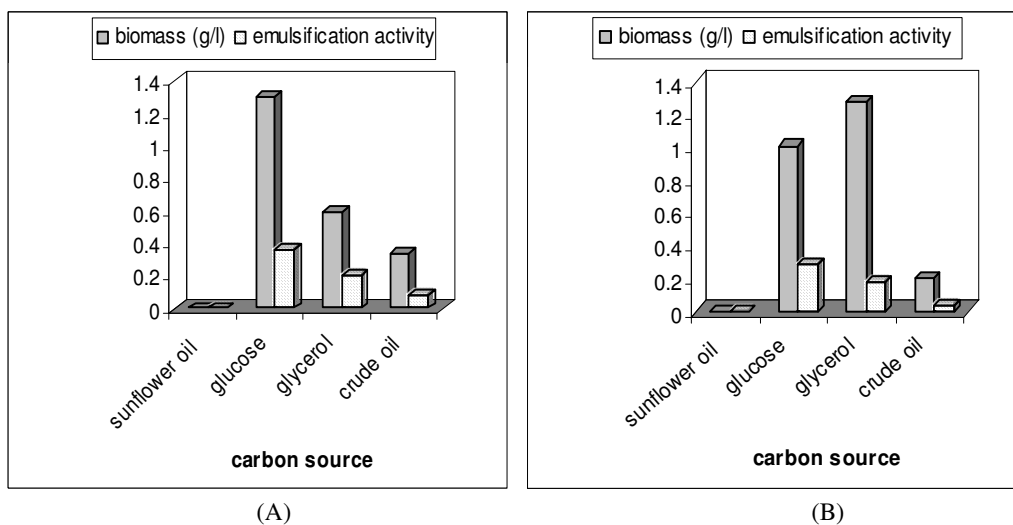 biomass (g/l) emulsification activity
1.4
1.2
1
0.8
0.6
0.4
0.2
0
sunflower oil
glucose
glycerol
crude oil
carbon source
(A)
biomass (g/l) emulsification activity
1.4
1.2
1
0.8
0.6
0.4
0.2
0
sunflower oil
glucose
glycerol
crude oil
carbon source
(B)